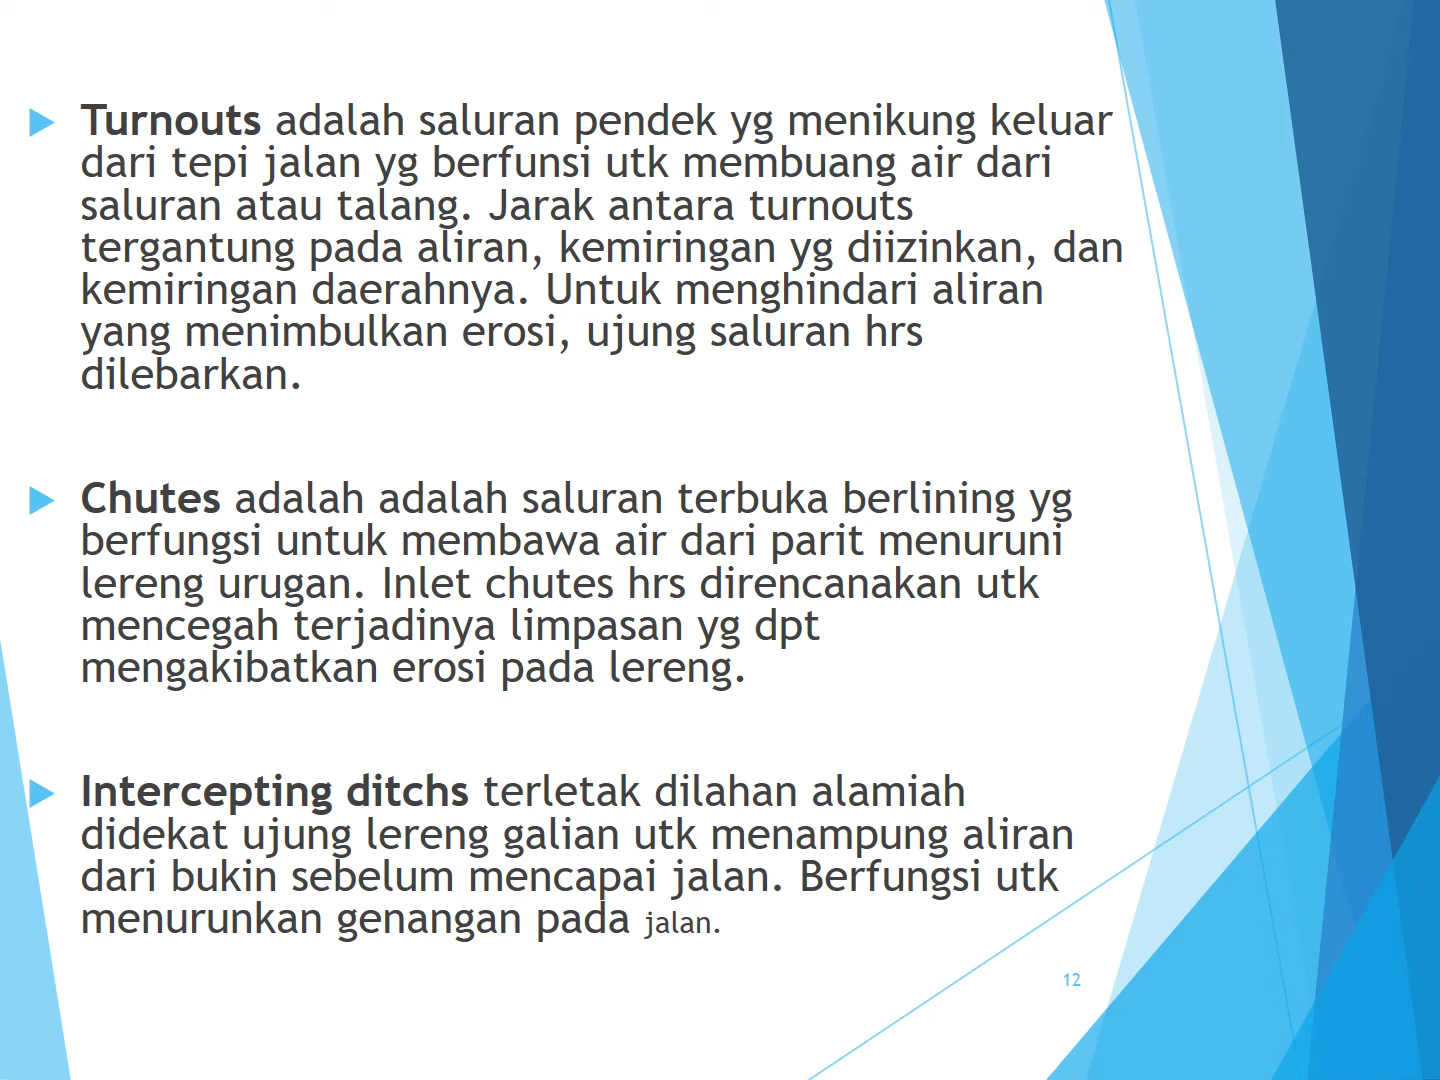 Turnouts adalah saluran pendek yg menikung keluar
dari tepi jalan yg berfunsi utk membuang air dari
saluran atau talang. Jarak antara turnouts
tergantung pada aliran, kemiringan yg diizinkan, dan
kemiringan daerahnya. Untuk menghindari aliran
yang menimbulkan erosi, ujung saluran hrs
dilebarkan.
Chutes adalah adalah saluran terbuka berlining yg
berfungsi untuk membawa air dari parit menuruni
lereng urugan. Inlet chutes hrs direncanakan utk
mencegah terjadinya limpasan yg dpt
mengakibatkan erosi pada lereng.
Intercepting ditchs terletak dilahan alamiah
didekat ujung lereng galian utk menampung aliran
dari bukin sebelum mencapai jalan. Berfungsi utk
menurunkan genangan pada jalan.
12